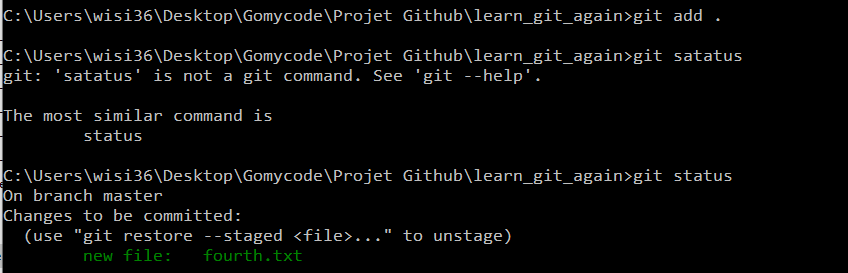 C:\Users\wisi36\Desktop\Gomycode\Projet Github\learn_git_again>git add .
C:\Users\wisi36\Desktop\Gomycode\Projet Github\learn_git_again>git satatus
git: 'satatus' is not a git command. See 'git --help'.
The most similar command is
status
C:\Users\wisi36\Desktop\Gomycode\Projet Github\learn_git_again>git status
On branch master
Changes to be committed:
(use "git restore --staged <file>..." to unstage)
new file: fourth.txt